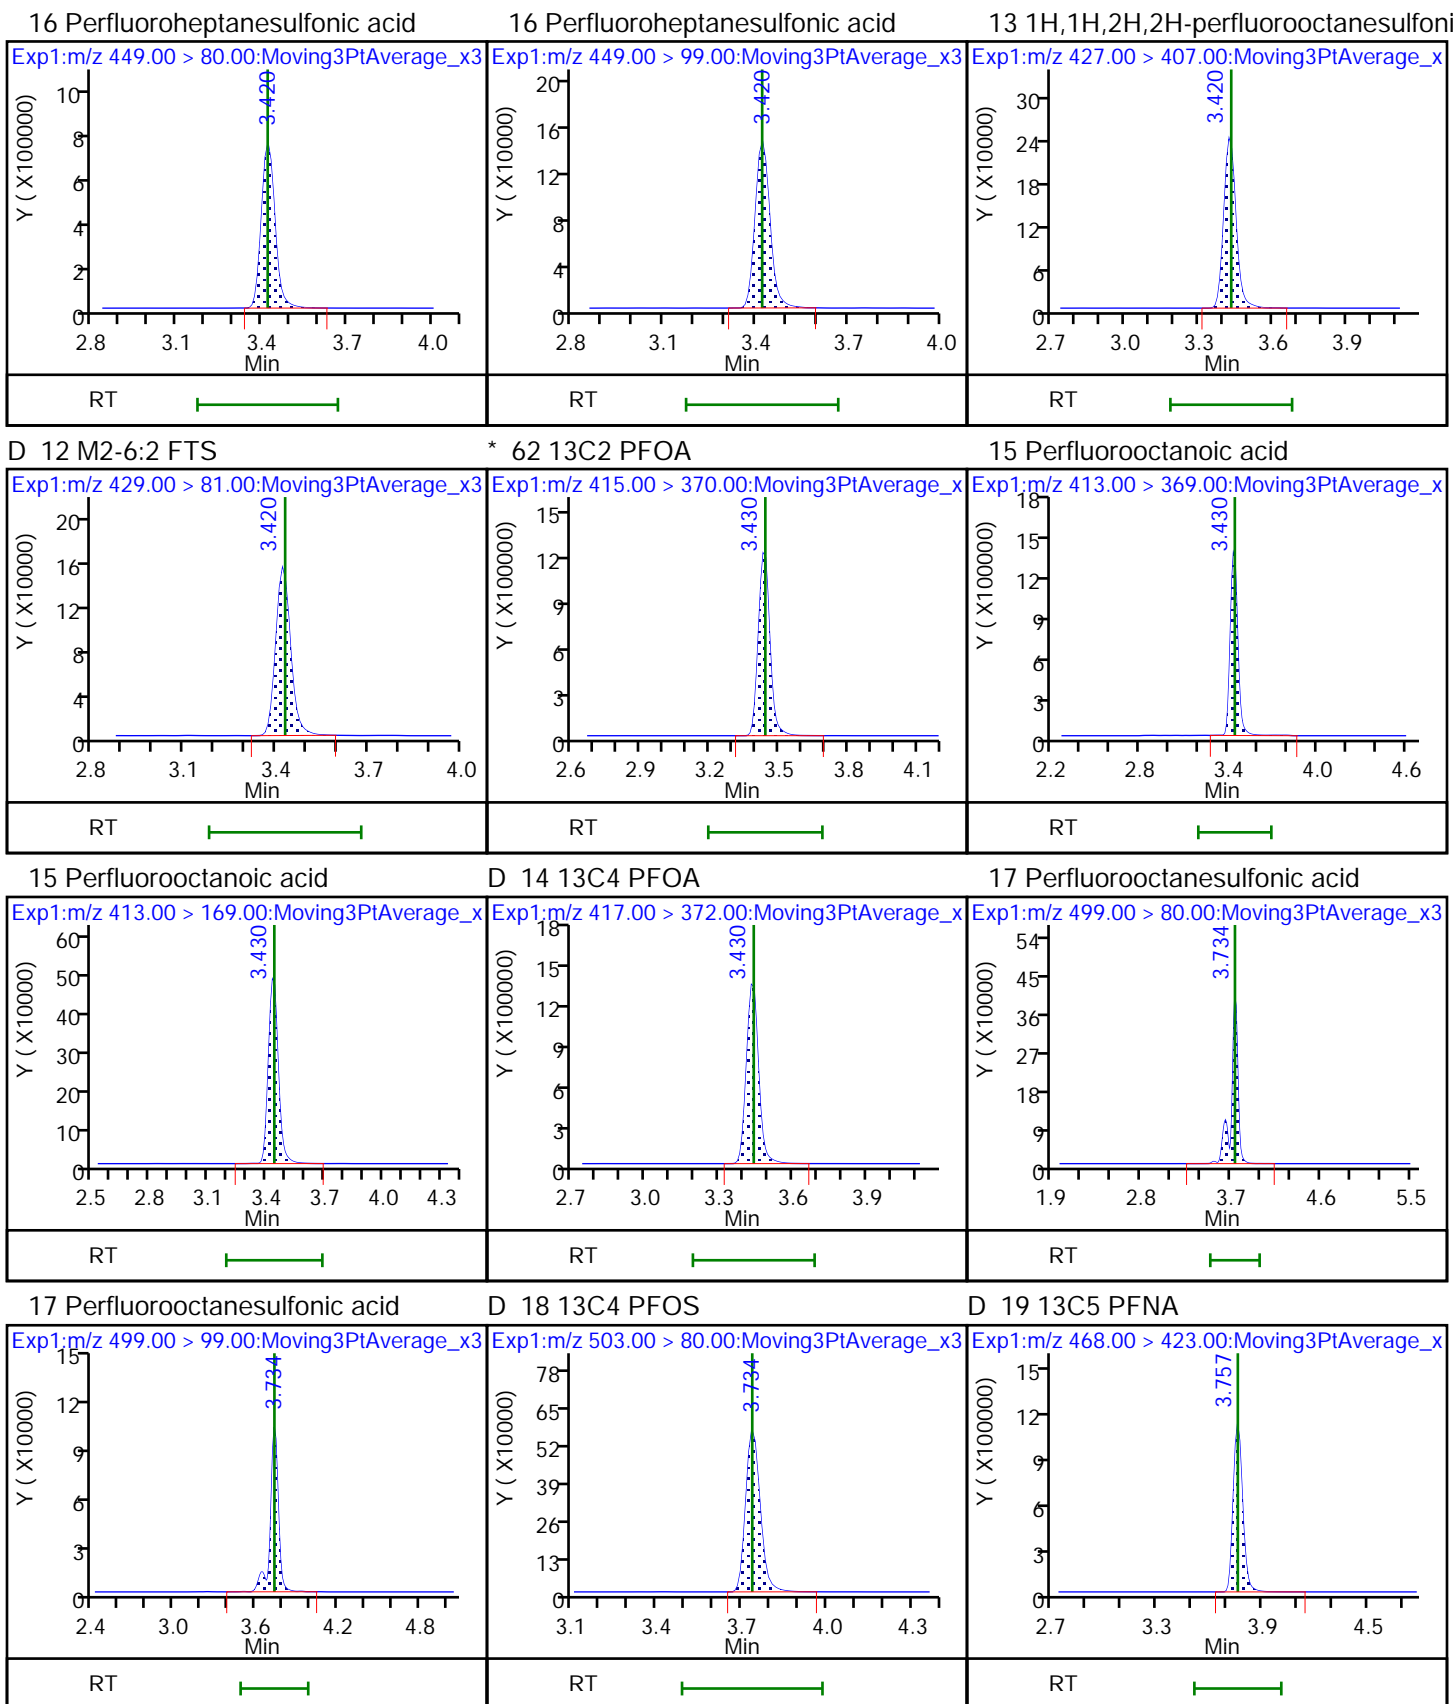 16 Perfluoroheptanesulfonic acid
Exp1:m/z 449.00 > 80.00:Moving3PtAverage_x3
3.420
Y ( X100000)
10
8
6
4
2
0
2.8 3.1 3.4 3.7 4.0
Min
RT
16 Perfluoroheptanesulfonic acid
Exp1:m/z 449.00 > 99.00:Moving3PtAverage_x3
3.420
Y ( X10000)
20
16
12
8
4
0
2.8 3.1 3.4 3.7 4.0
Min
RT
13 1H,1H,2H,2H-perfluorooctanesulfoni
Exp1:m/z 427.00 > 407.00:Moving3PtAverage_x
3.420
Y ( X10000)
30
24
18
12
6
0
2.7 3.0 3.3 3.6 3.9
Min
RT
D 12 M2-6:2 FTS
Exp1:m/z 429.00 > 81.00:Moving3PtAverage_x3
3.420
Y ( X10000)
20
16
12
8
4
0
2.8 3.1 3.4 3.7 4.0
Min
RT
* 62 13C2 PFOA
Exp1:m/z 415.00 > 370.00:Moving3PtAverage_x
3.430
Y ( X100000)
15
12
9
6
3
0
2.6 2.9 3.2 3.5 3.8 4.1
Min
RT
15 Perfluorooctanoic acid
Exp1:m/z 413.00 > 369.00:Moving3PtAverage_x
3.430
Y ( X100000)
18
15
12
9
6
3
0
2.2 2.8 3.4 4.0 4.6
Min
RT
15 Perfluorooctanoic acid
Exp1:m/z 413.00 > 169.00:Moving3PtAverage_x
3.430
Y ( X10000)
60
50
40
30
20
10
0
2.5 2.8 3.1 3.4 3.7 4.0 4.3
Min
RT
D 14 13C4 PFOA
Exp1:m/z 417.00 > 372.00:Moving3PtAverage_x
3.430
Y ( X100000)
18
15
12
9
6
3
0
2.7 3.0 3.3 3.6 3.9
Min
RT
17 Perfluorooctanesulfonic acid
Exp1:m/z 499.00 > 80.00:Moving3PtAverage_x3
3.734
Y ( X10000)
54
45
36
27
18
9
0
1.9 2.8 3.7 4.6 5.5
Min
RT
17 Perfluorooctanesulfonic acid
Exp1:m/z 499.00 > 99.00:Moving3PtAverage_x3
3.734
Y ( X10000)
15
12
9
6
3
0
2.4 3.0 3.6 4.2 4.8
Min
RT
D 18 13C4 PFOS
Exp1:m/z 503.00 > 80.00:Moving3PtAverage_x3
3.734
Y ( X10000)
78
65
52
39
26
13
0
3.1 3.4 3.7 4.0 4.3
Min
RT
D 19 13C5 PFNA
Exp1:m/z 468.00 > 423.00:Moving3PtAverage_x
3.757
Y ( X100000)
15
12
9
6
3
0
2.7 3.3 3.9 4.5
Min
RT